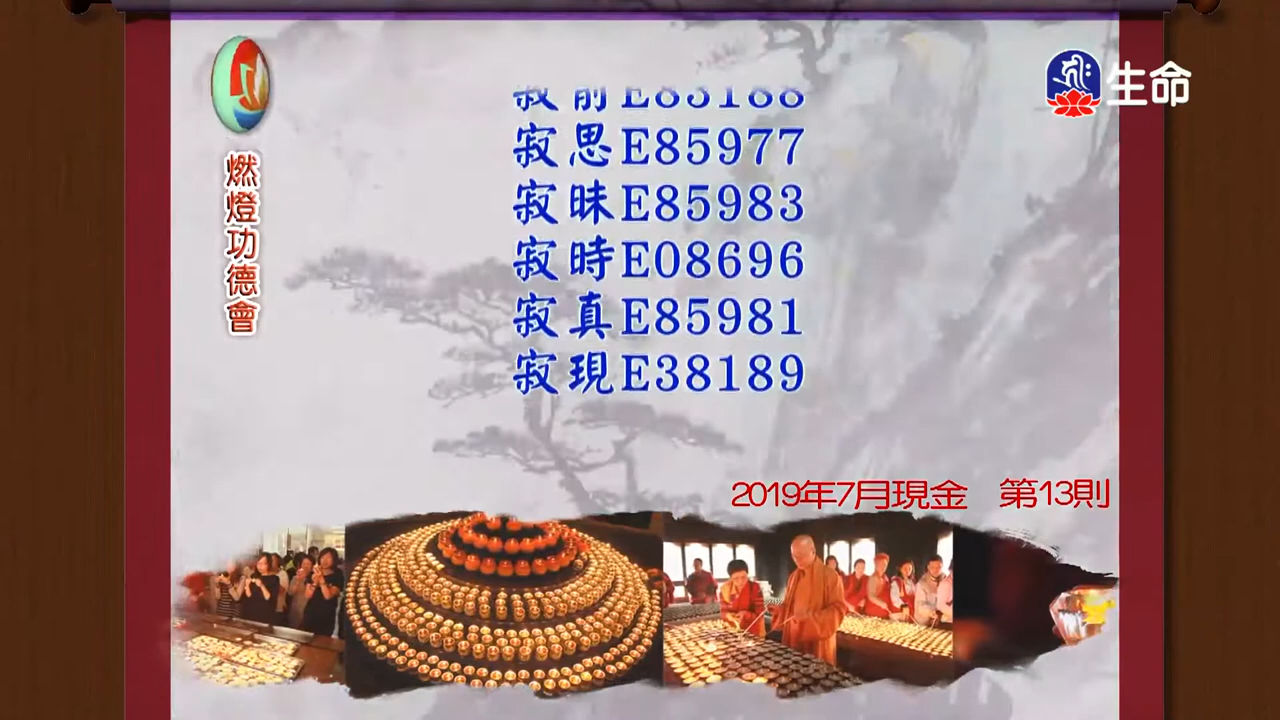 生命
燃燈功德會
寂思E85977
寂昧E85983
寂時E08696
寂真E85981
寂現E38189
2019年7月現金 第13則